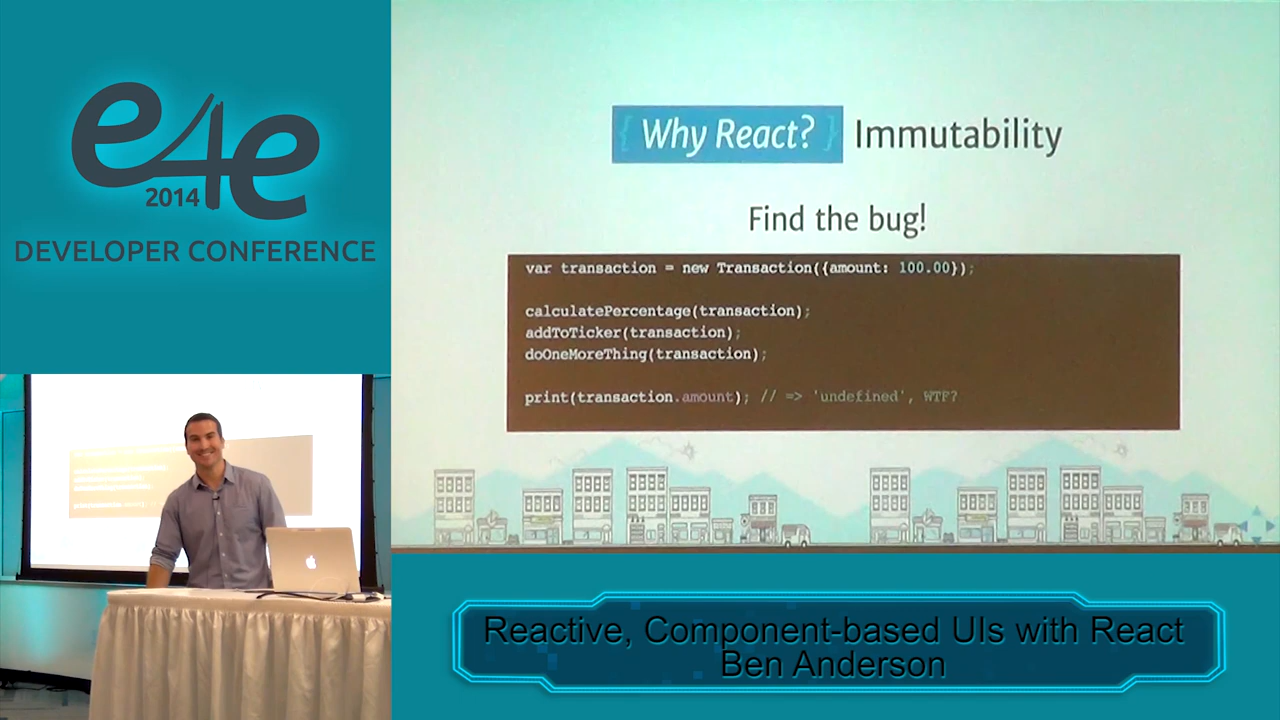 e4e
2014
DEVELOPER CONFERENCE
{ Why React? } Immutability
Find the bug!
var transaction = new Transaction({amount: 100.00});
calculatePercentage(transaction);
addToTicker(transaction);
doOneMoreThing(transaction);
print(transaction.amount); // => 'undefined', WTF?
Reactive, Component-based UIs with React
Ben Anderson